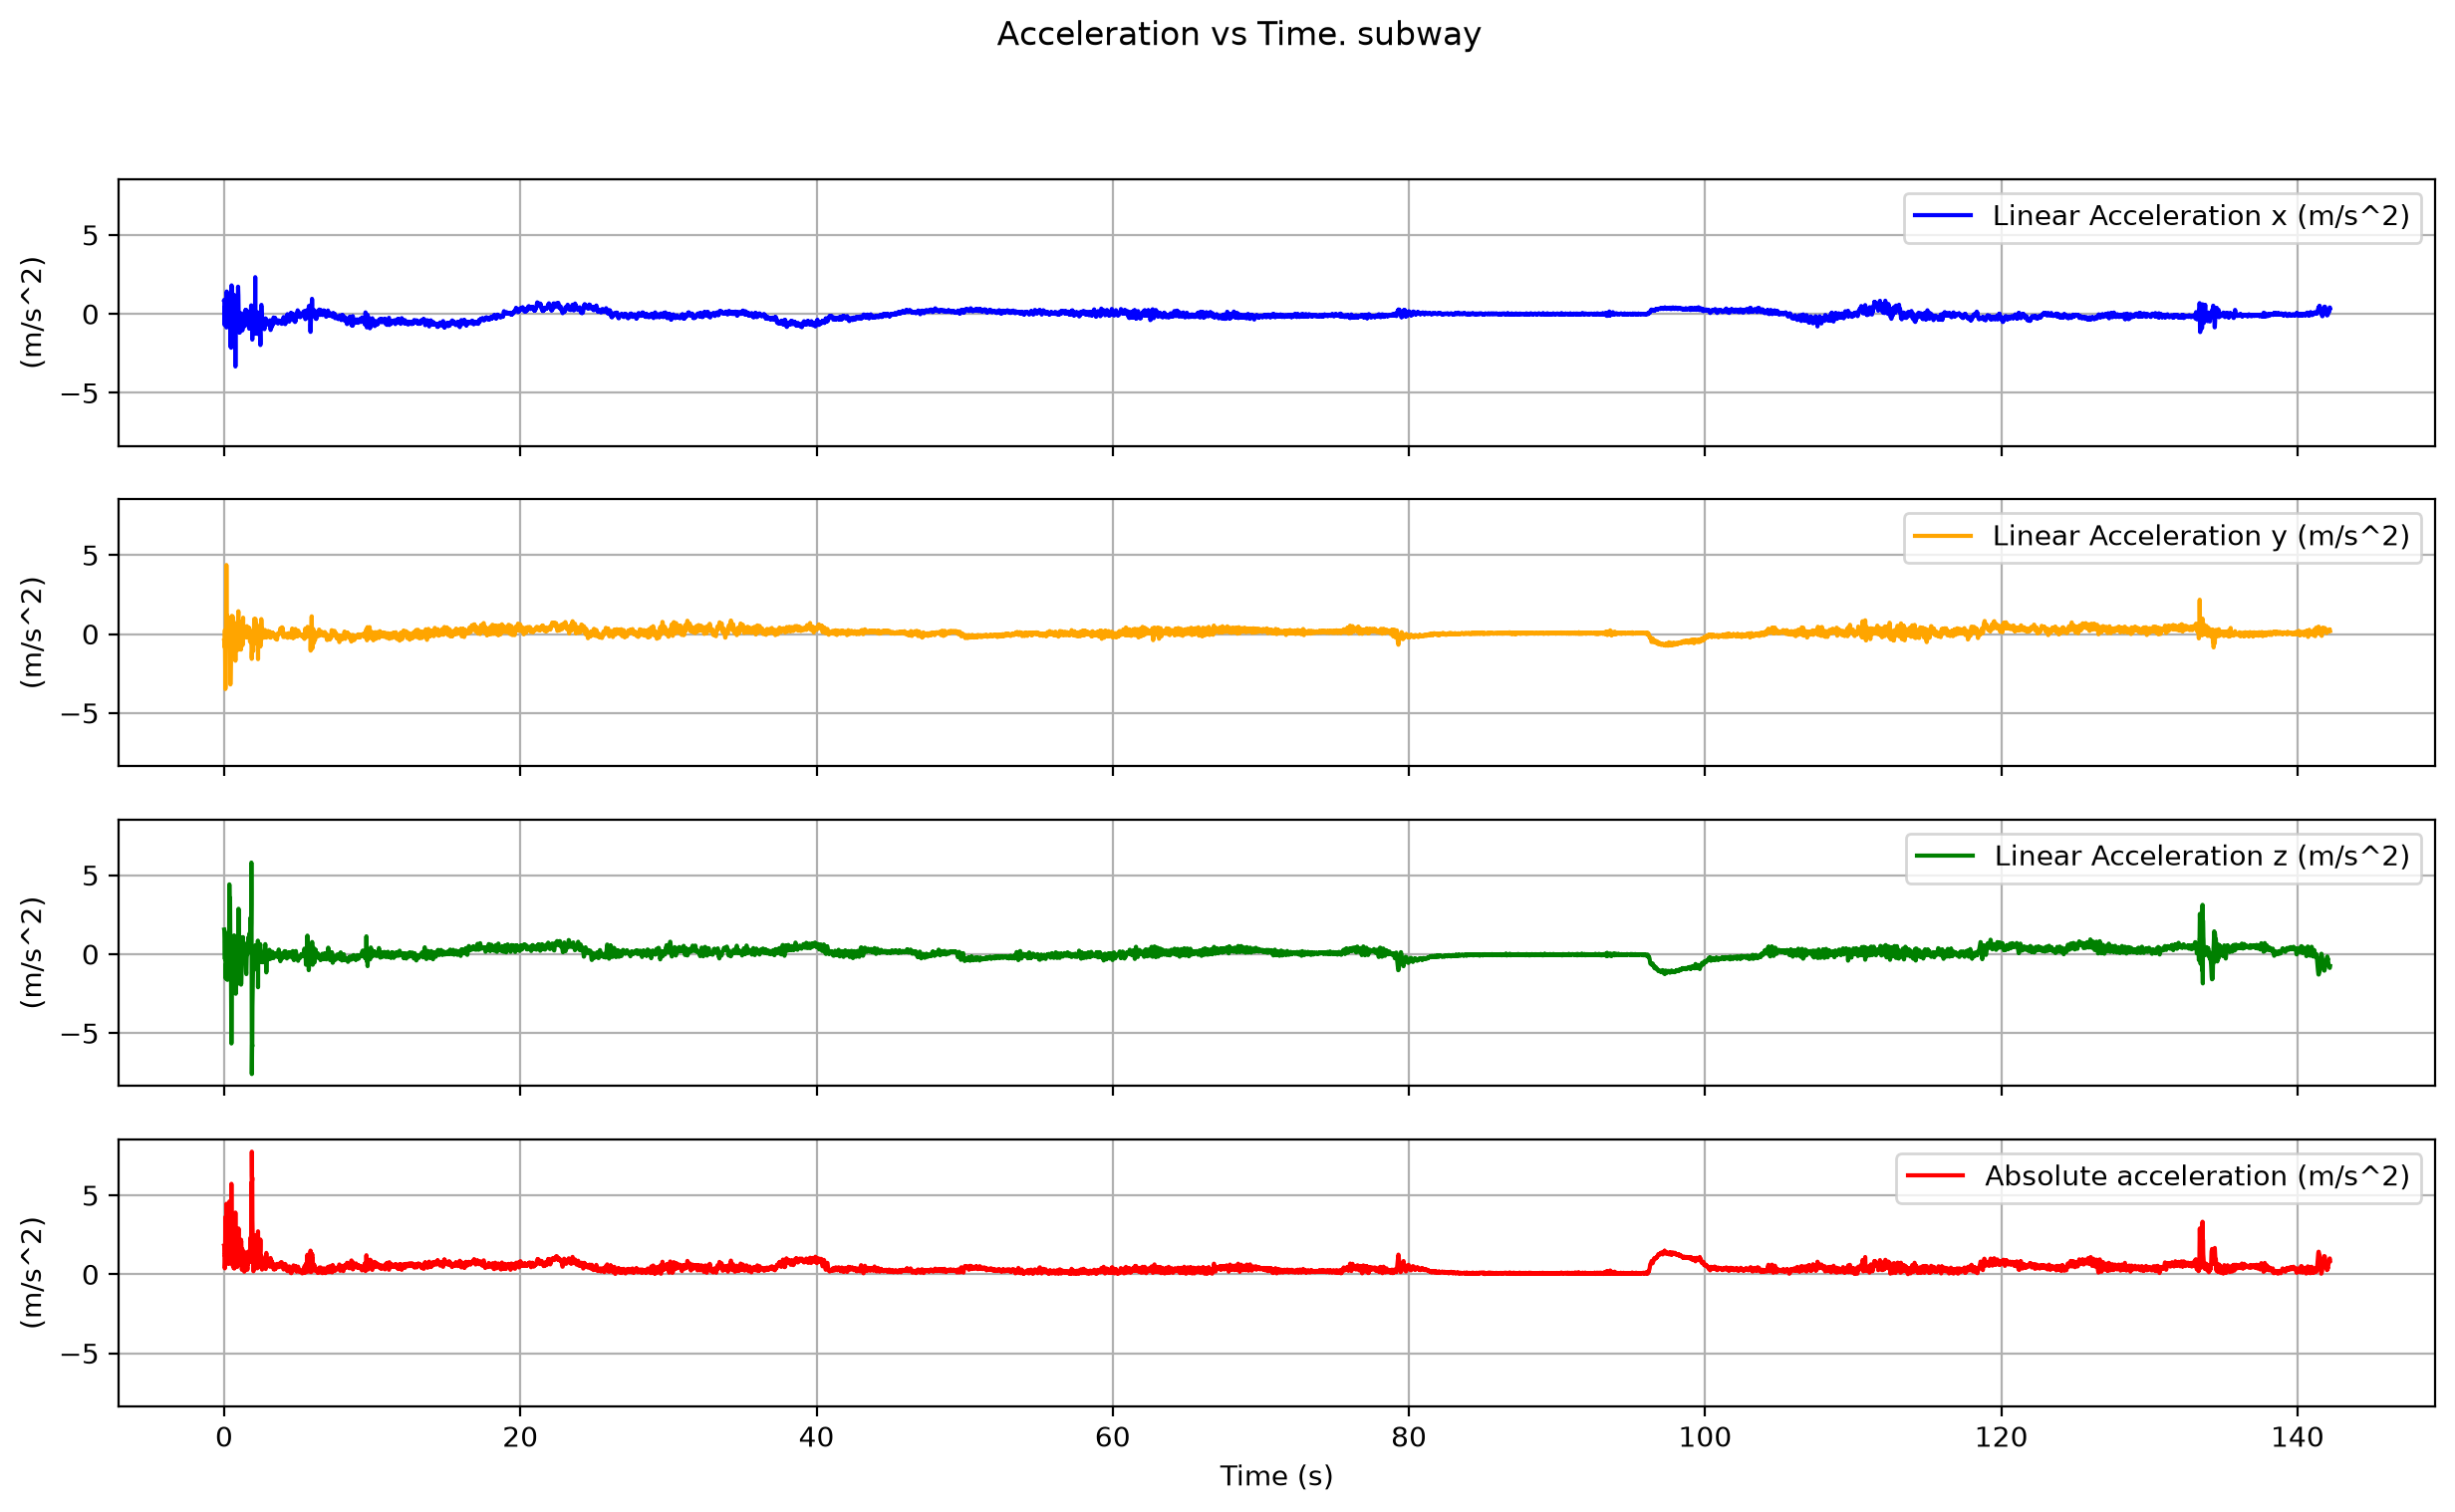 Acceleration vs Time. subway
Linear Acceleration x (m/s^2)
5
0
−5
(m/s^2)
Linear Acceleration y (m/s^2)
5
0
−5
(m/s^2)
Linear Acceleration z (m/s^2)
5
0
−5
(m/s^2)
Absolute acceleration (m/s^2)
5
0
−5
(m/s^2)
0 20 40 60 80 100 120 140
Time (s)